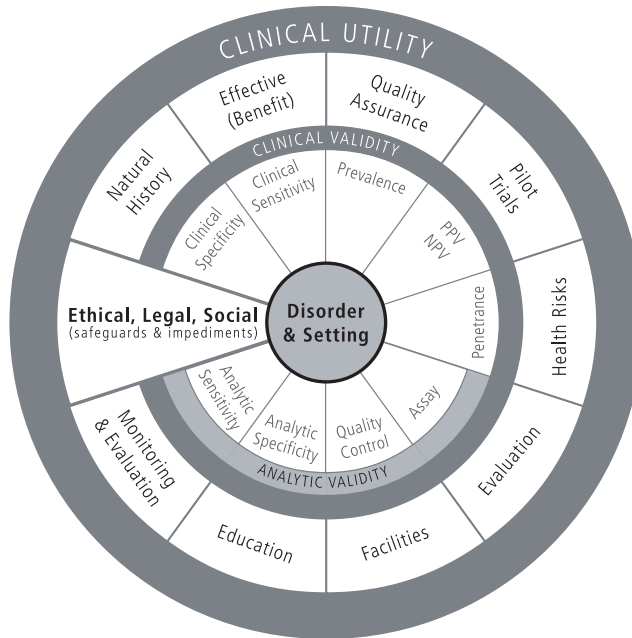 CLINICAL UTILITY
Effective
(Benefit)
Quality
Assurance
Pilot
Trials
Health Risks
Evaluation
Facilities
Education
Monitoring
& Evaluation
Ethical, Legal, Social
(safeguards & impediments)
Natural
History
CLINICAL VALIDITY
Clinical
Specificity
Clinical
Sensitivity
Prevalence
PPV
NPV
Penetrance
Disorder
& Setting
Analytic
Sensitivity
Analytic
Specificity
Quality
Control
Assay
ANALYTIC VALIDITY